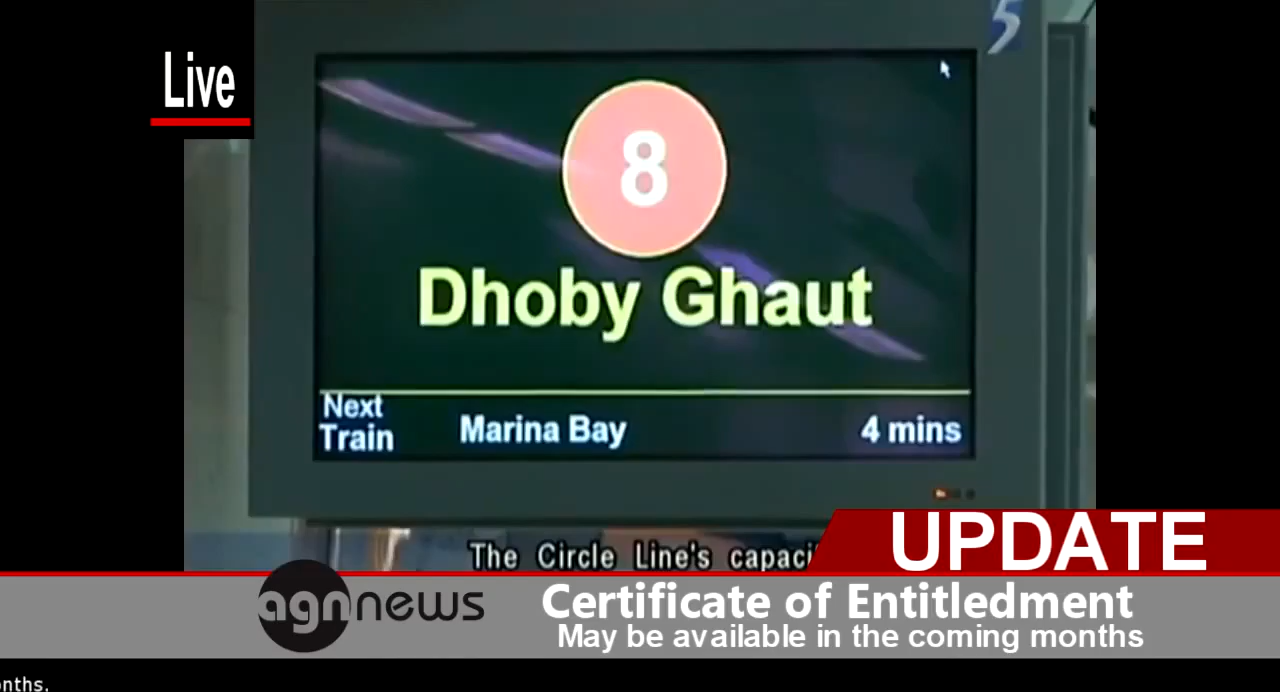 5
Live
8
Dhoby Ghaut
Next
Train
Marina Bay
4 mins
The Circle Line's capaci
UPDATE
agnnews
Certificate of Entitledment
May be available in the coming months
onths.